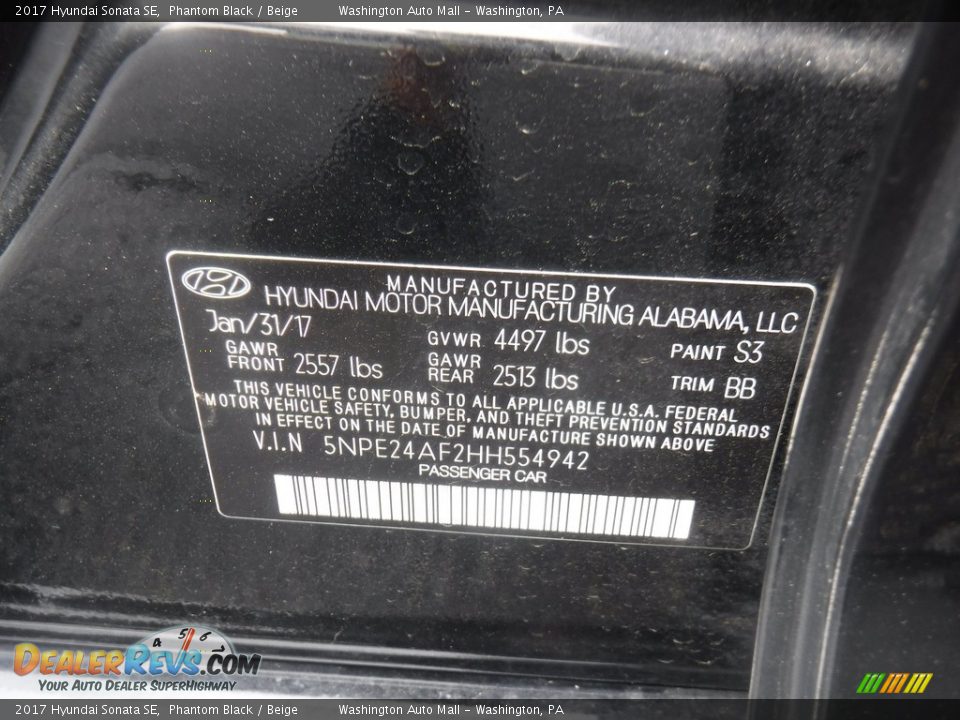 2017 Hyundai Sonata SE, Phantom Black / Beige Washington Auto Mall - Washington, PA
MANUFACTURED BY
HYUNDAI MOTOR MANUFACTURING ALABAMA, LLC
Jan/31/17
GVWR 4497 lbs
PAINT S3
GAWR FRONT 2557 lbs
GAWR REAR 2513 lbs
TRIM BB
THIS VEHICLE CONFORMS TO ALL APPLICABLE U.S.A. FEDERAL
MOTOR VEHICLE SAFETY, BUMPER, AND THEFT PREVENTION STANDARDS
IN EFFECT ON THE DATE OF MANUFACTURE SHOWN ABOVE
V.I.N 5NPE24AF2HH554942
PASSENGER CAR
4 5 6
DEALERREVS.COM
YOUR AUTO DEALER SUPERHIGHWAY
2017 Hyundai Sonata SE, Phantom Black / Beige Washington Auto Mall - Washington, PA